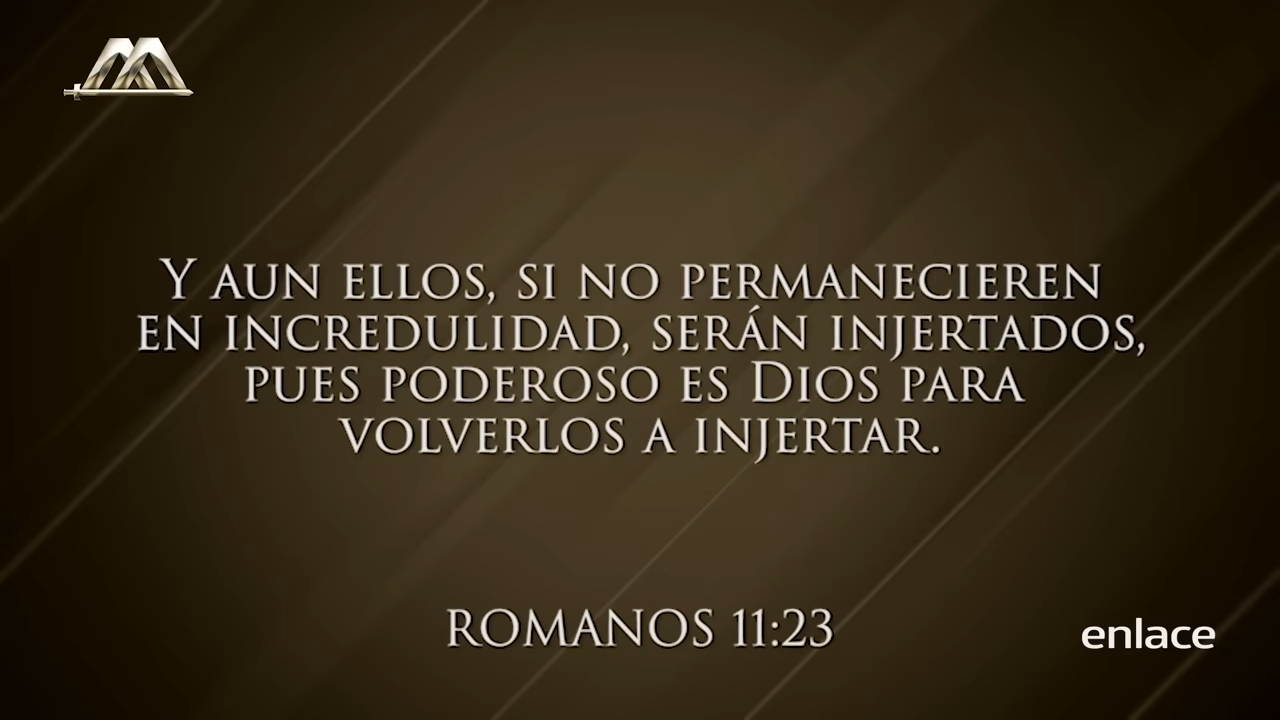 Y AUN ELLOS, SI NO PERMANECIEREN
EN INCREDULIDAD, SERÁN INJERTADOS,
PUES PODEROSO ES DIOS PARA
VOLVERLOS A INJERTAR.
ROMANOS 11:23
enlace